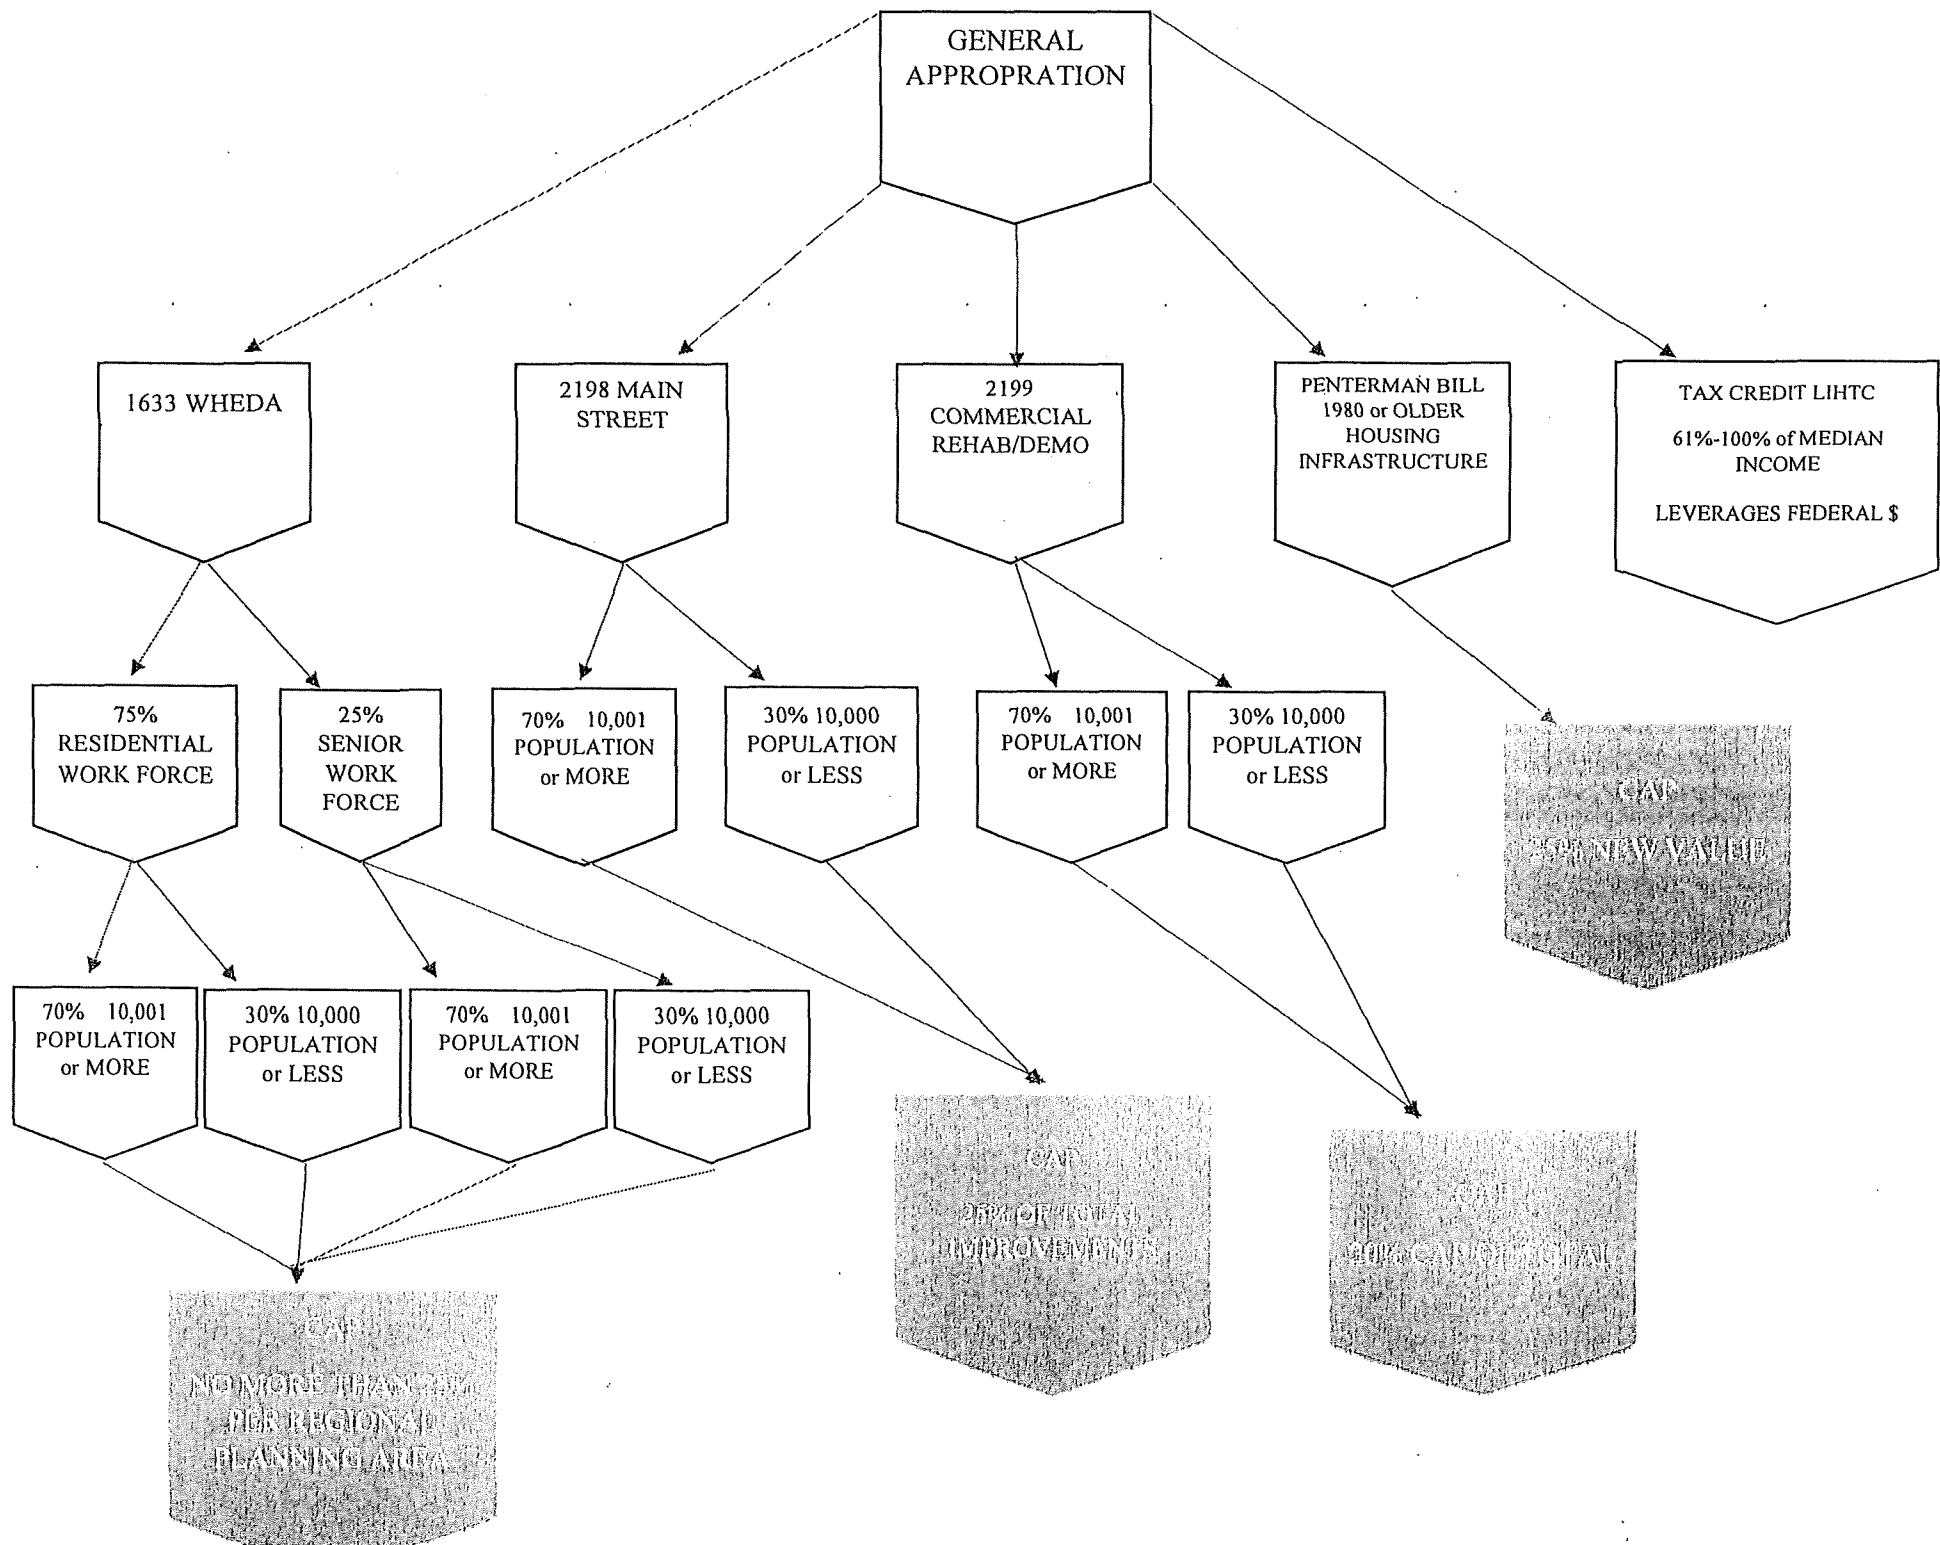 GENERAL
APPROPRATION
1633 WHEDA
2198 MAIN
STREET
2199
COMMERCIAL
REHAB/DEMO
PENTERMAN BILL
1980 or OLDER
HOUSING
INFRASTRUCTURE
TAX CREDIT LIHTC
61%-100% of MEDIAN
INCOME
LEVERAGES FEDERAL $
75%
RESIDENTIAL
WORK FORCE
25%
SENIOR
WORK
FORCE
70% 10,001
POPULATION
or MORE
30% 10,000
POPULATION
or LESS
70% 10,001
POPULATION
or MORE
30% 10,000
POPULATION
or LESS
CAP
NEW VALUE
70% 10,001
POPULATION
or MORE
30% 10,000
POPULATION
or LESS
70% 10,001
POPULATION
or MORE
30% 10,000
POPULATION
or LESS
CAP
25% OF TOTAL
IMPROVEMENTS
CAP
CAP OF TOTAL
CAP
NO MORE THAN
PER REGIONAL
PLANNING AREA